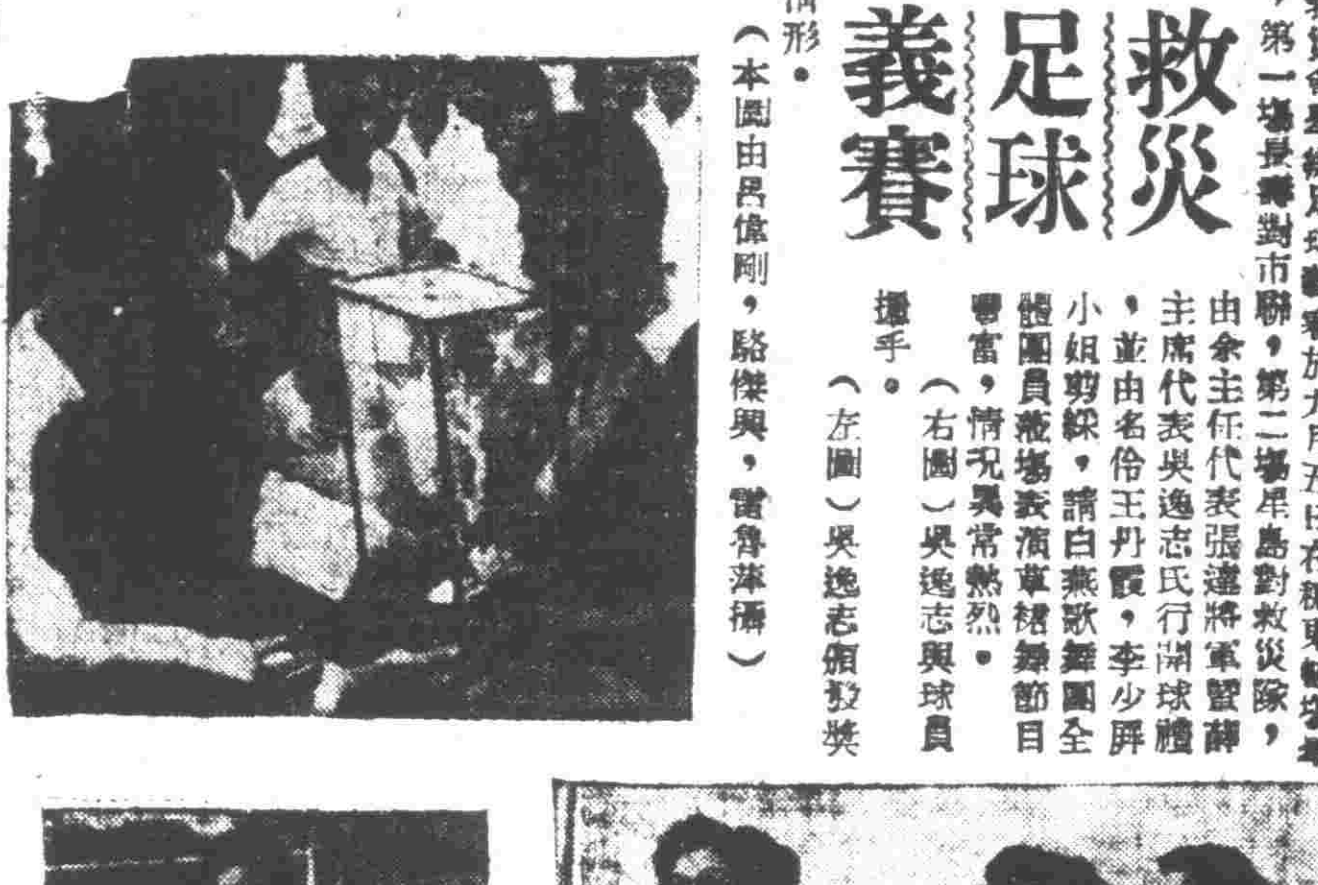 救災
足球
義賽
第一場長壽對市聯，第二場星島對救災隊，
由余主任代表張達將軍暨薛
主席代表吳逸志氏行開球禮
，並由名伶王丹霞，李少屏
小姐剪綵，請白燕歌舞團全
體團員蒞場表演草裙舞節目
豐富，情況異常熱烈。
（右圖）吳逸志與球員
握手。
（左圖）吳逸志頒發獎
情形。
（本圖由呂偉剛，駱傑興，雷魯萍攝）